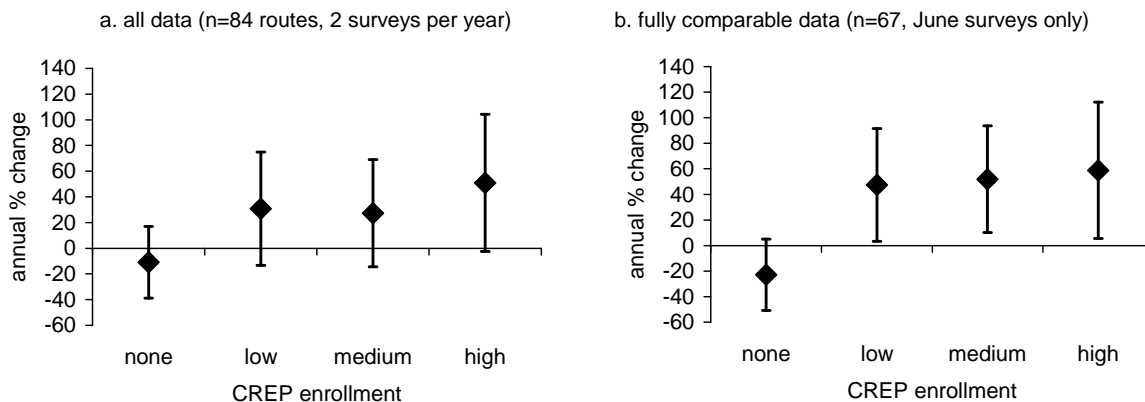 a. all data (n=84 routes, 2 surveys per year)
annual % change
140
120
100
80
60
40
20
0
-20
-40
-60
none low medium high
CREP enrollment
b. fully comparable data (n=67, June surveys only)
annual % change
140
120
100
80
60
40
20
0
-20
-40
-60
none low medium high
CREP enrollment